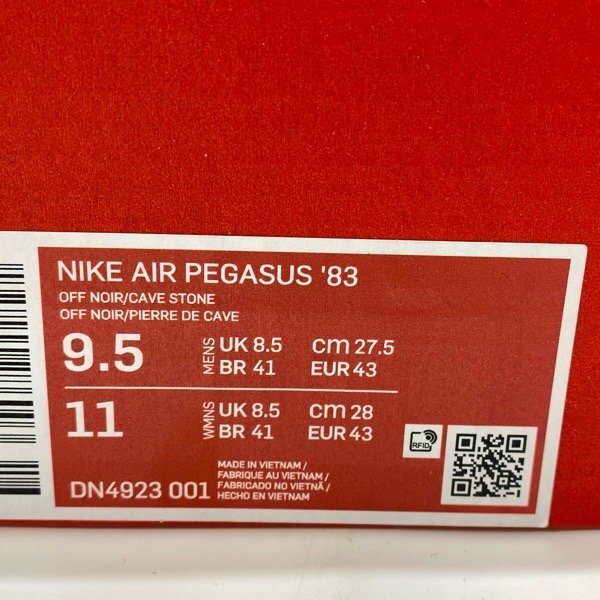 NIKE AIR PEGASUS '83
OFF NOIR/CAVE STONE
OFF NOIR/PIERRE DE CAVE
9.5 MENS UK 8.5 cm 27.5
BR 41 EUR 43
11 WMNS UK 8.5 cm 28
BR 41 EUR 43
RFID
DN4923 001
MADE IN VIETNAM/
FABRIQUE AU VIETNAM/
FABRICADO NO VIETNÃ/
HECHO EN VIETNAM